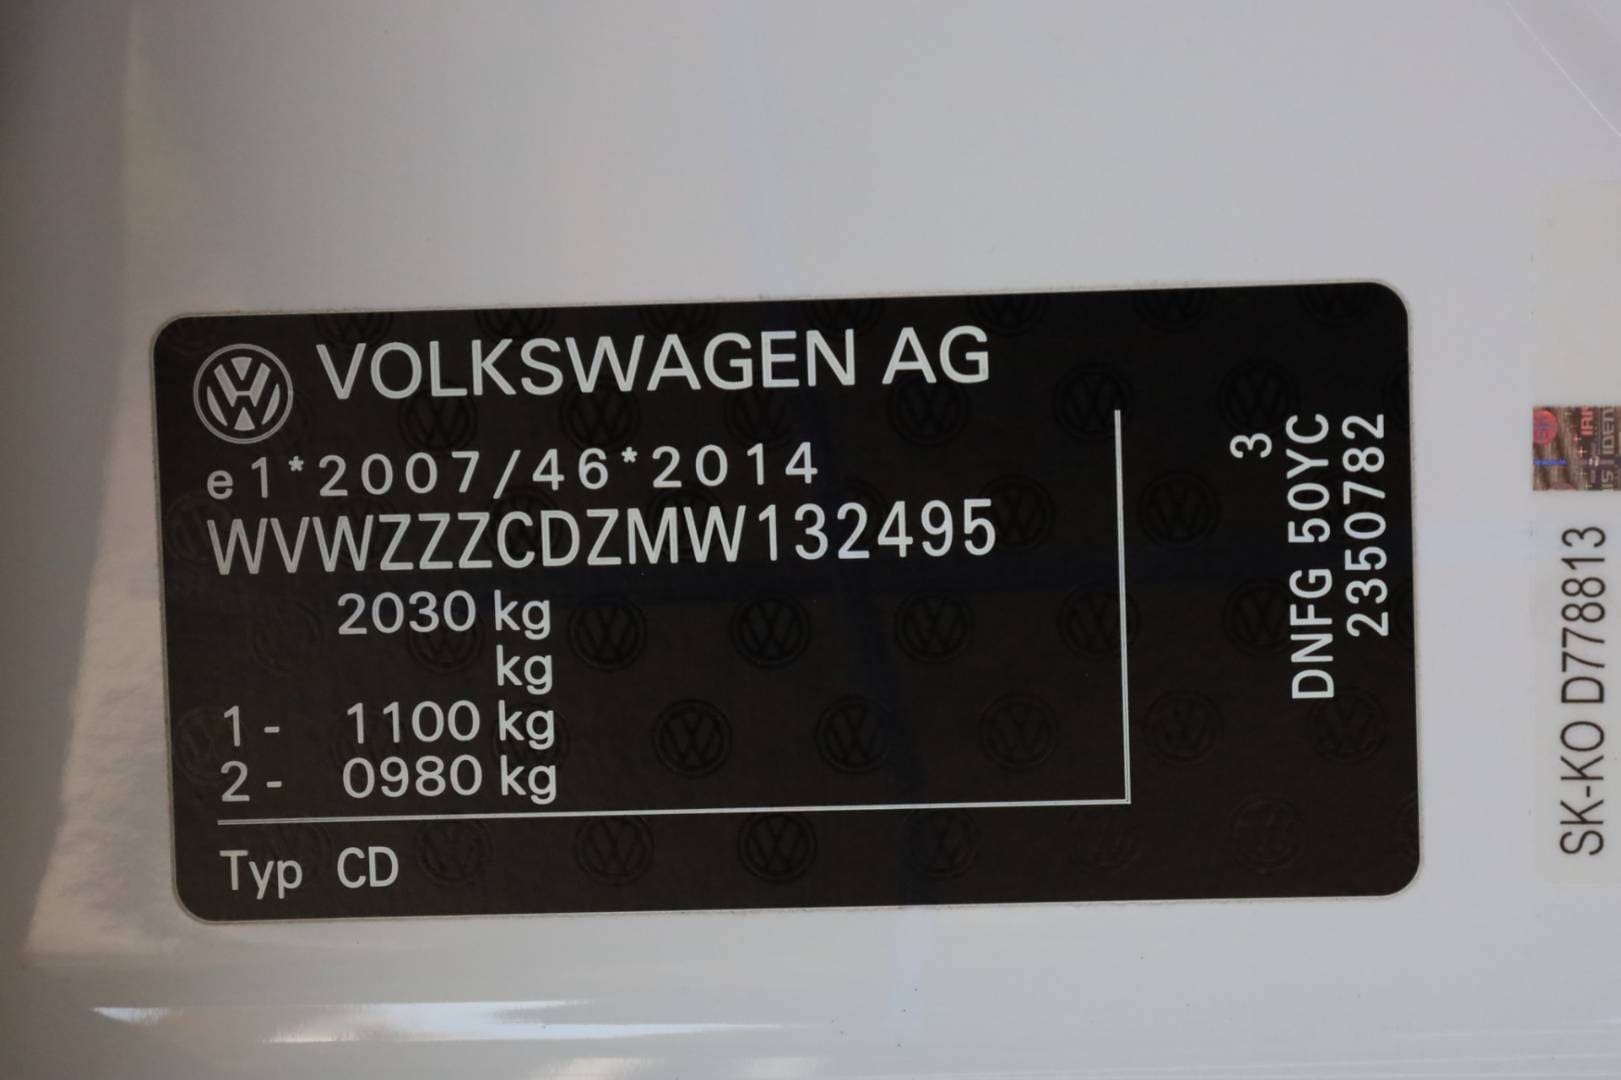 VOLKSWAGEN AG
e1*2007/46*2014
WVWZZZCDZMW132495
2030 kg
kg
1 - 1100 kg
2 - 0980 kg
Typ CD
3
DNFG 50YC
2350782
SK-KO D778813